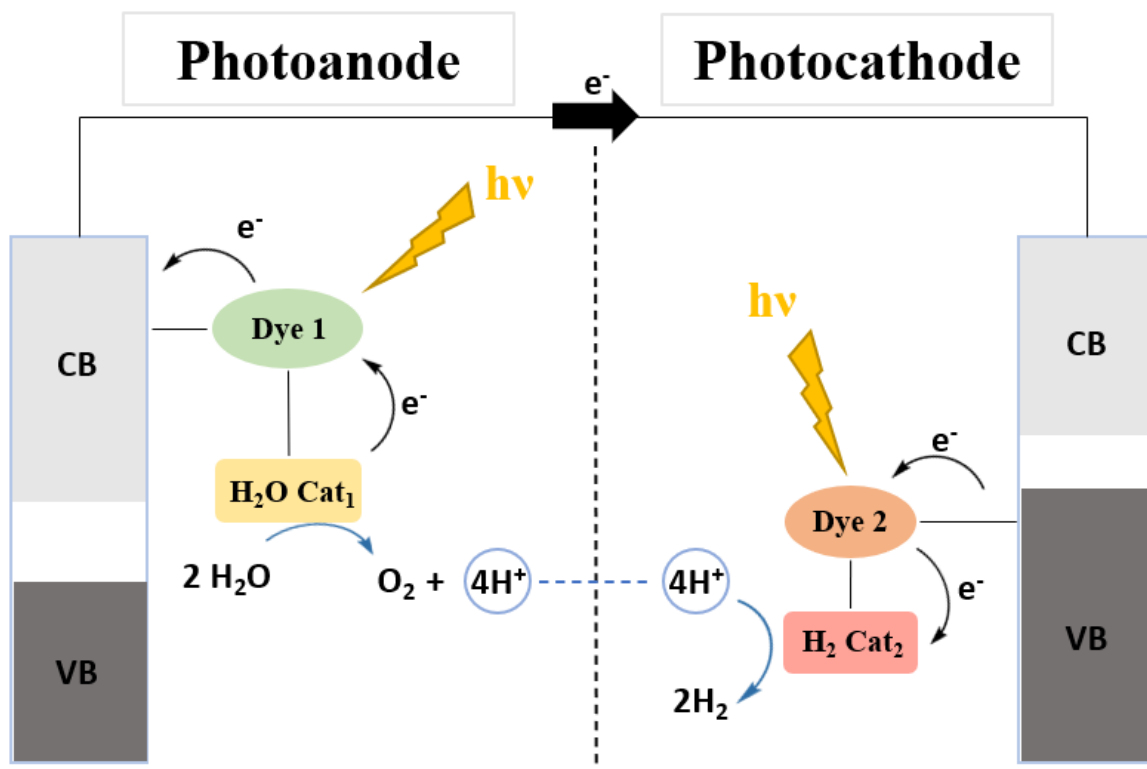 Photoanode
Photocathode
e⁻
hν
e⁻
Dye 1
CB
e⁻
H₂O Cat₁
2 H₂O
O₂ + 4H⁺
VB
hν
CB
e⁻
Dye 2
4H⁺
e⁻
H₂ Cat₂
VB
2H₂